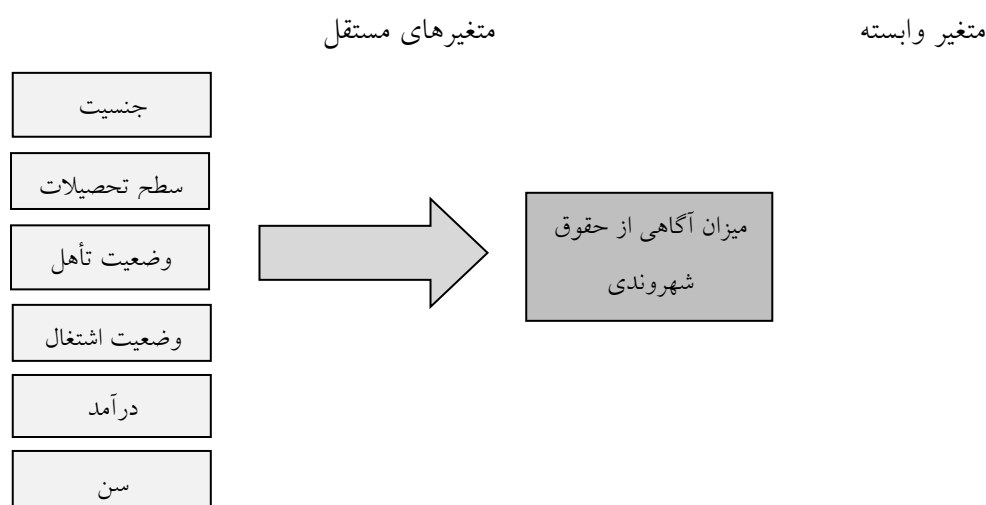 متغیر وابسته
متغیرهای مستقل
جنسیت
سطح تحصیلات
وضعیت تأهل
وضعیت اشتغال
درآمد
سن
میزان آگاهی از حقوق
شهروندی